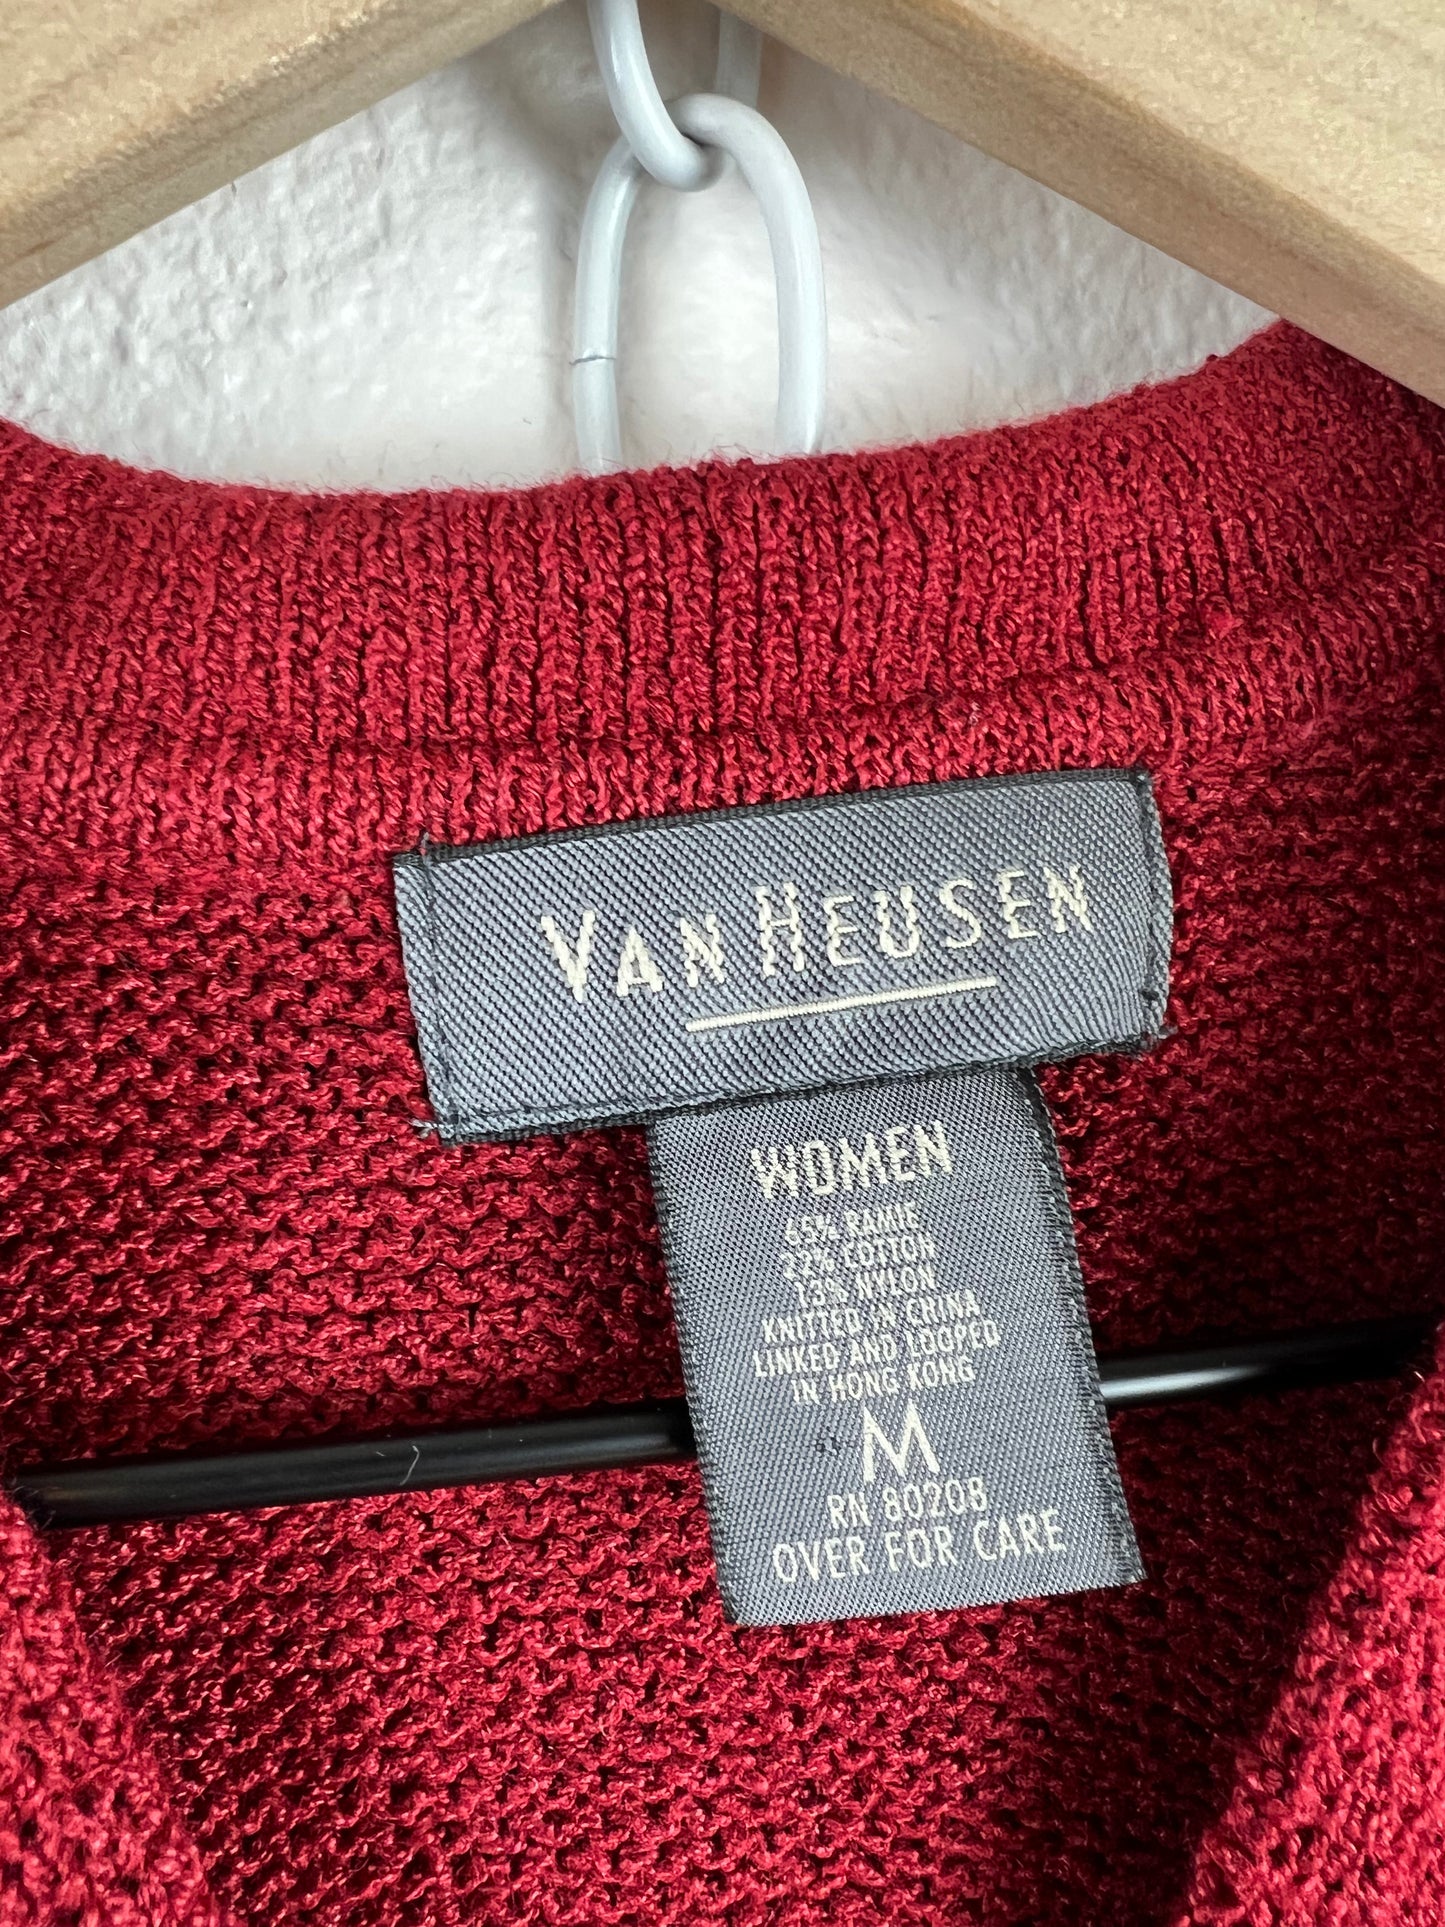 VAN HEUSEN
WOMEN
65% RAMIE
22% COTTON
13% NYLON
KNITTED IN CHINA
LINKED AND LOOPED
IN HONG KONG
M
RN 80208
OVER FOR CARE